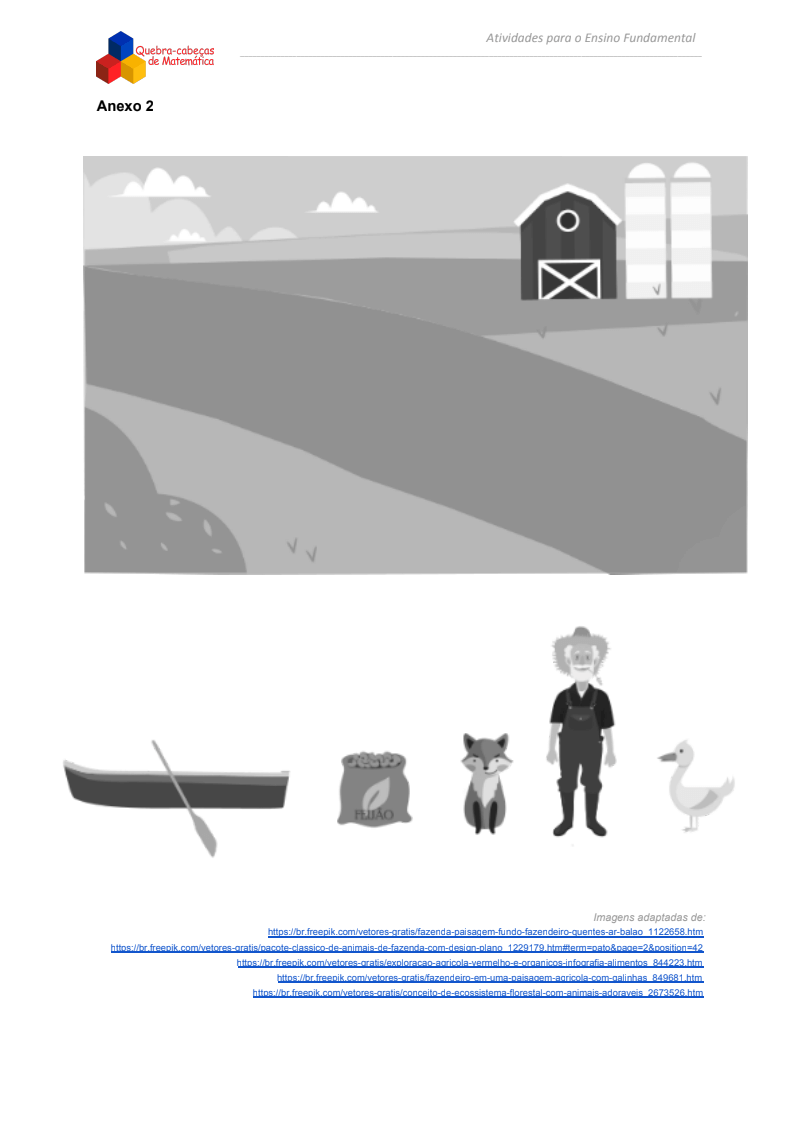 Quebra-cabeças
de Matemática
Atividades para o Ensino Fundamental
Anexo 2
FEIJÃO
Imagens adaptadas de:
https://br.freepik.com/vetores-gratis/fazenda-paisagem-fundo-fazendeiro-quentes-ar-balao_1122658.htm
https://br.freepik.com/vetores-gratis/pacote-classico-de-animais-de-fazenda-com-design-plano_1229179.htm#term=pato&page=2&position=42
https://br.freepik.com/vetores-gratis/exploracao-agricola-vermelho-e-organicos-infografia-alimentos_844223.htm
https://br.freepik.com/vetores-gratis/fazendeiro-em-uma-paisagem-agricola-com-galinhas_849681.htm
https://br.freepik.com/vetores-gratis/conceito-de-ecossistema-florestal-com-animais-adoraveis_2673526.htm